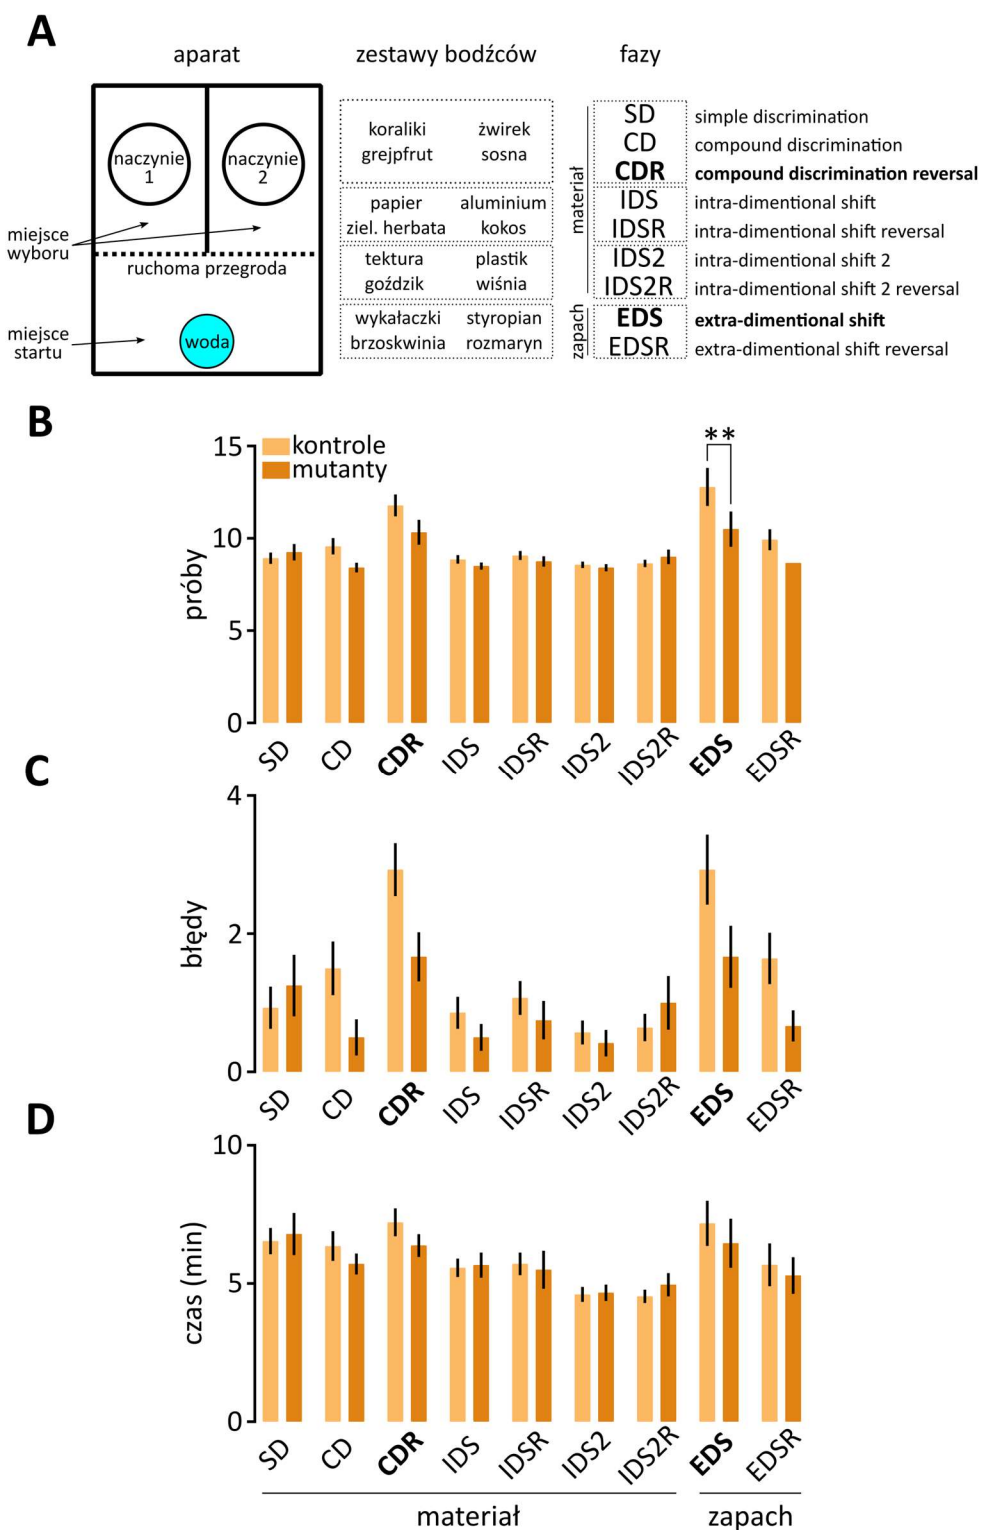 A
aparat
zestawy bodźców
fazy
naczynie
1
naczynie
2
miejsce
wyboru
ruchoma przegroda
miejsce
startu
woda
koraliki żwirek
grejpfrut sosna
papier aluminium
ziel. herbata kokos
tektura plastik
goździk wiśnia
wykałaczki styropian
brzoskwinia rozmaryn
materiał
zapach
SD simple discrimination
CD compound discrimination
CDR compound discrimination reversal
IDS intra-dimentional shift
IDSR intra-dimentional shift reversal
IDS2 intra-dimentional shift 2
IDS2R intra-dimentional shift 2 reversal
EDS extra-dimentional shift
EDSR extra-dimentional shift reversal
B
kontrole
mutanty
**
próby
15
10
5
0
SD CD CDR IDS IDSR IDS2 IDS2R EDS EDSR
C
błędy
4
2
0
SD CD CDR IDS IDSR IDS2 IDS2R EDS EDSR
D
czas (min)
10
5
0
SD CD CDR IDS IDSR IDS2 IDS2R EDS EDSR
materiał zapach